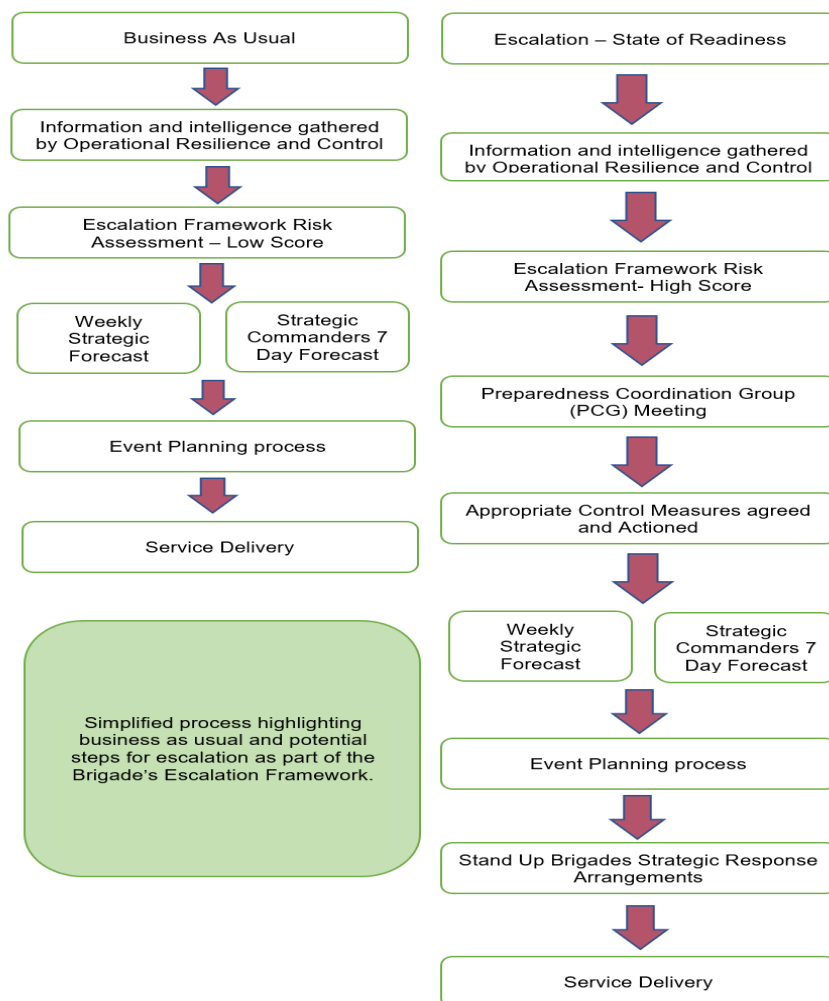 Business As Usual
Information and intelligence gathered
by Operational Resilience and Control
Escalation Framework Risk
Assessment – Low Score
Weekly
Strategic
Forecast
Strategic
Commanders 7
Day Forecast
Event Planning process
Service Delivery
Simplified process highlighting
business as usual and potential
steps for escalation as part of the
Brigade’s Escalation Framework.
Escalation – State of Readiness
Information and intelligence gathered
by Operational Resilience and Control
Escalation Framework Risk
Assessment- High Score
Preparedness Coordination Group
(PCG) Meeting
Appropriate Control Measures agreed
and Actioned
Weekly
Strategic
Forecast
Strategic
Commanders 7
Day Forecast
Event Planning process
Stand Up Brigades Strategic Response
Arrangements
Service Delivery